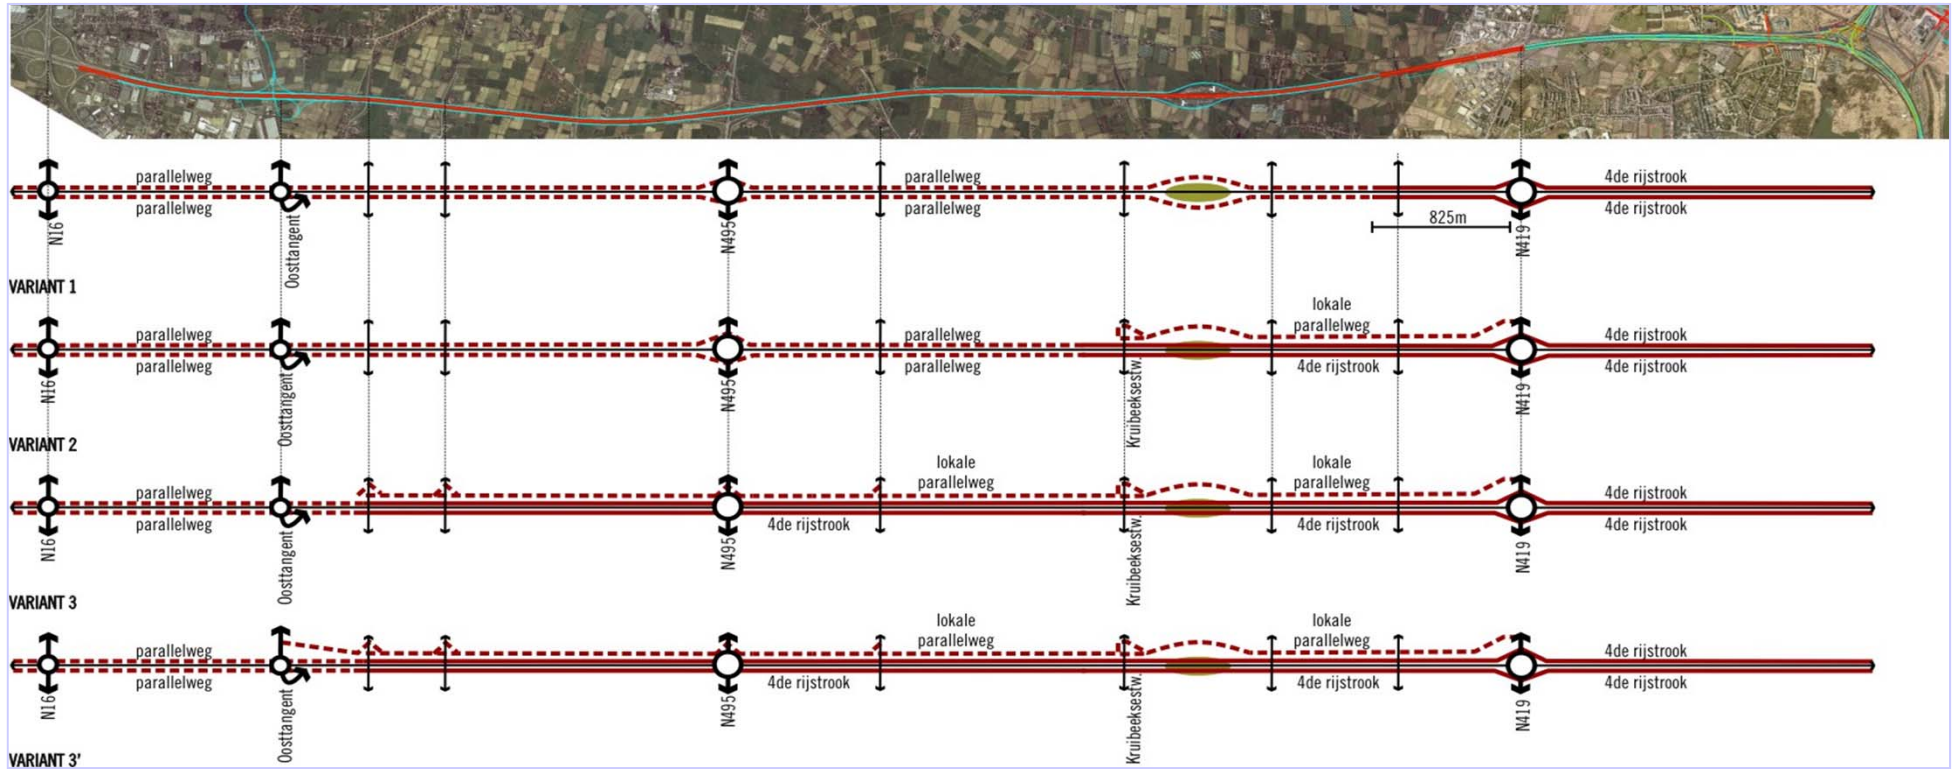 parallelweg
parallelweg
4de rijstrook
parallelweg
parallelweg
4de rijstrook
825m
N16
Oosttangent
N495
N419
VARIANT 1
lokale
parallelweg
parallelweg
parallelweg
4de rijstrook
parallelweg
parallelweg
4de rijstrook
4de rijstrook
N16
Oosttangent
N495
Kruibeeksestw.
N419
VARIANT 2
lokale
parallelweg
lokale
parallelweg
parallelweg
4de rijstrook
parallelweg
4de rijstrook
4de rijstrook
4de rijstrook
N16
Oosttangent
N495
Kruibeeksestw.
N419
VARIANT 3
lokale
parallelweg
lokale
parallelweg
parallelweg
4de rijstrook
parallelweg
4de rijstrook
4de rijstrook
4de rijstrook
N16
Oosttangent
N495
Kruibeeksestw.
N419
VARIANT 3'